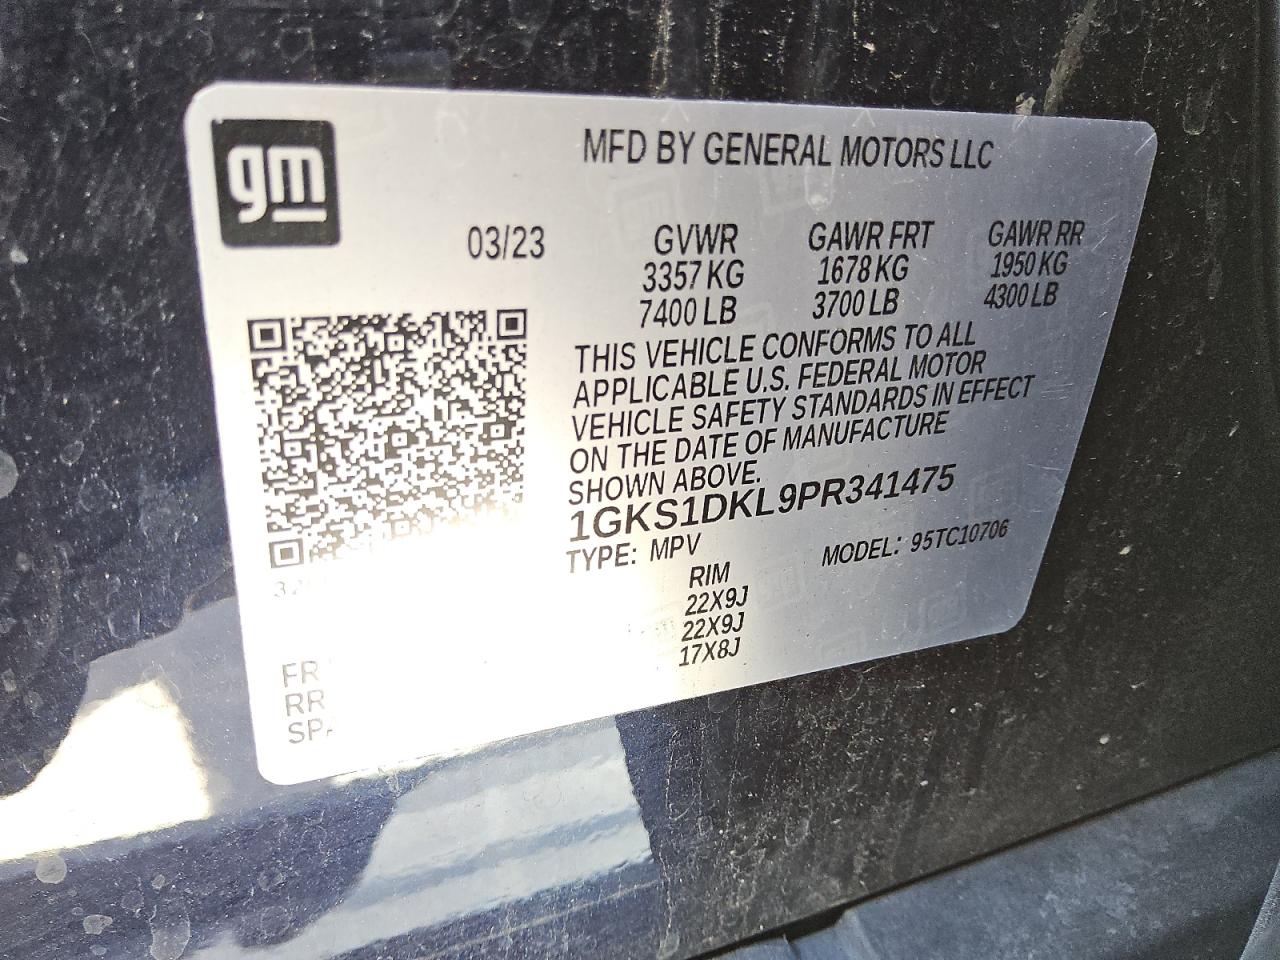 gm
MFD BY GENERAL MOTORS LLC
03/23 GVWR GAWR FRT GAWR RR
3357 KG 1678 KG 1950 KG
7400 LB 3700 LB 4300 LB
THIS VEHICLE CONFORMS TO ALL
APPLICABLE U.S. FEDERAL MOTOR
VEHICLE SAFETY STANDARDS IN EFFECT
ON THE DATE OF MANUFACTURE
SHOWN ABOVE.
1GKS1DKL9PR341475
TYPE: MPV MODEL: 95TC10706
RIM
22X9J
22X9J
17X8J